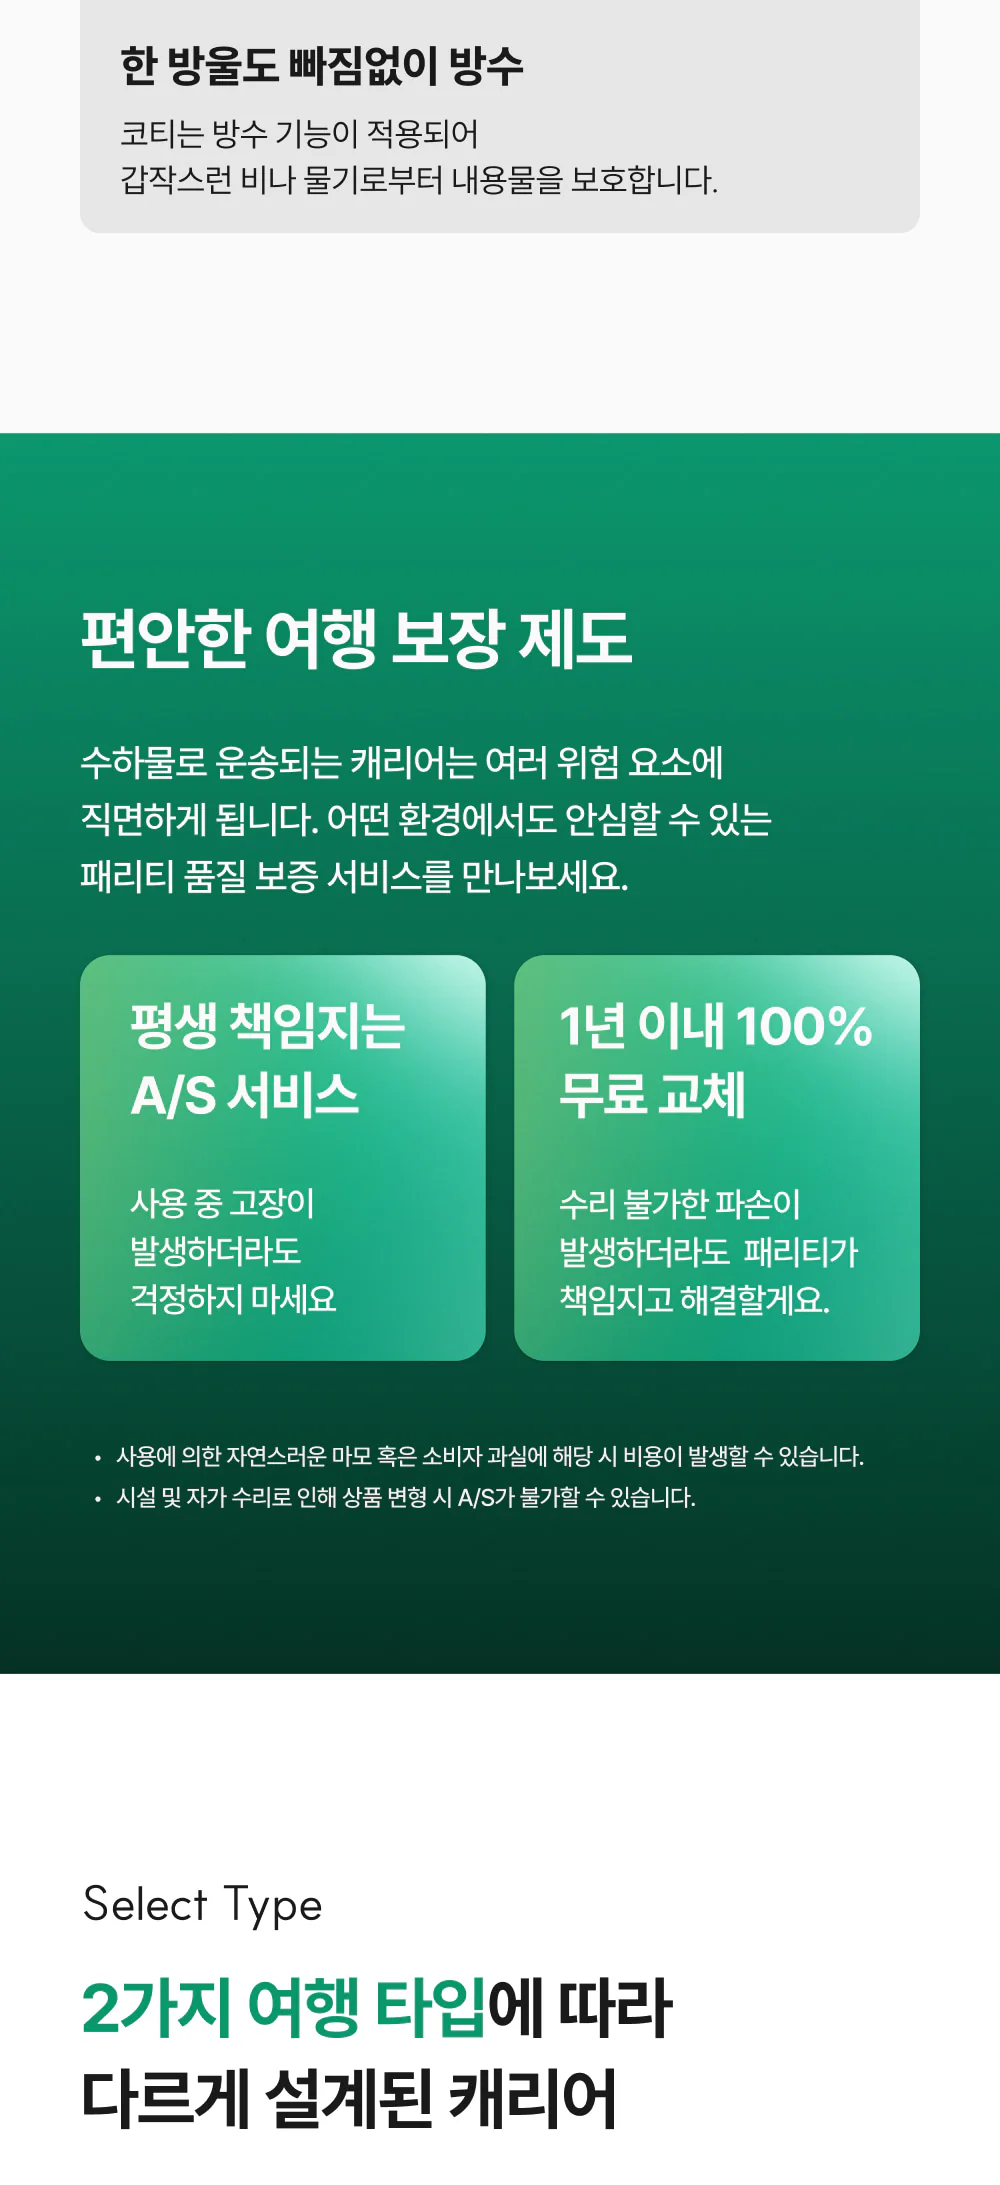 한 방울도 빠짐없이 방수
코티는 방수 기능이 적용되어
갑작스런 비나 물기로부터 내용물을 보호합니다.
편안한 여행 보장 제도
수하물로 운송되는 캐리어는 여러 위험 요소에
직면하게 됩니다. 어떤 환경에서도 안심할 수 있는
패리티 품질 보증 서비스를 만나보세요.
평생 책임지는
A/S 서비스
사용 중 고장이
발생하더라도
걱정하지 마세요
1년 이내 100%
무료 교체
수리 불가한 파손이
발생하더라도 패리티가
책임지고 해결할게요.
• 사용에 의한 자연스러운 마모 혹은 소비자 과실에 해당 시 비용이 발생할 수 있습니다.
• 시설 및 자가 수리로 인해 상품 변형 시 A/S가 불가할 수 있습니다.
Select Type
2가지 여행 타입에 따라
다르게 설계된 캐리어